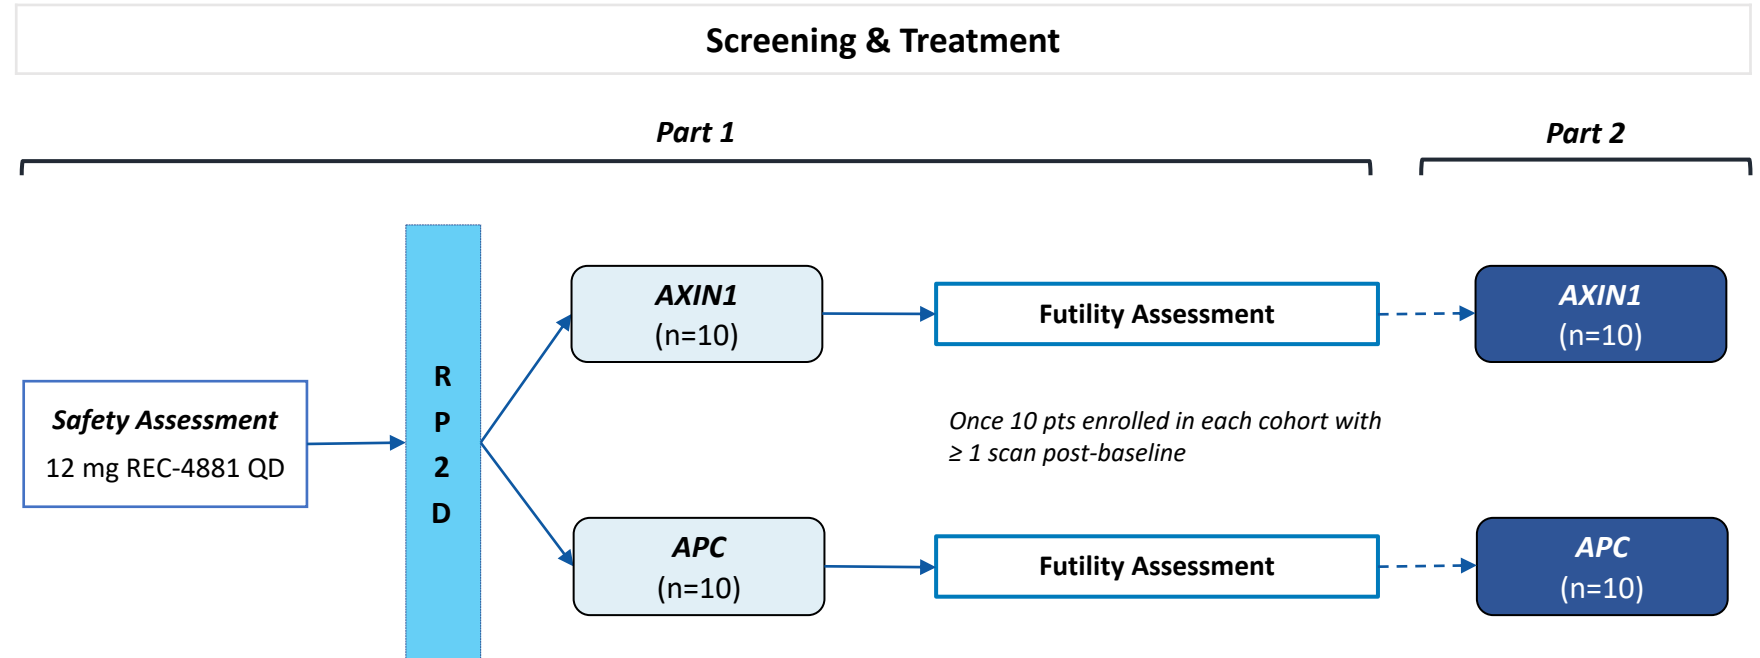 Screening & Treatment
Part 1
Part 2
Safety Assessment
12 mg REC-4881 QD
R
P
2
D
AXIN1
(n=10)
Futility Assessment
AXIN1
(n=10)
Once 10 pts enrolled in each cohort with
≥ 1 scan post-baseline
APC
(n=10)
Futility Assessment
APC
(n=10)